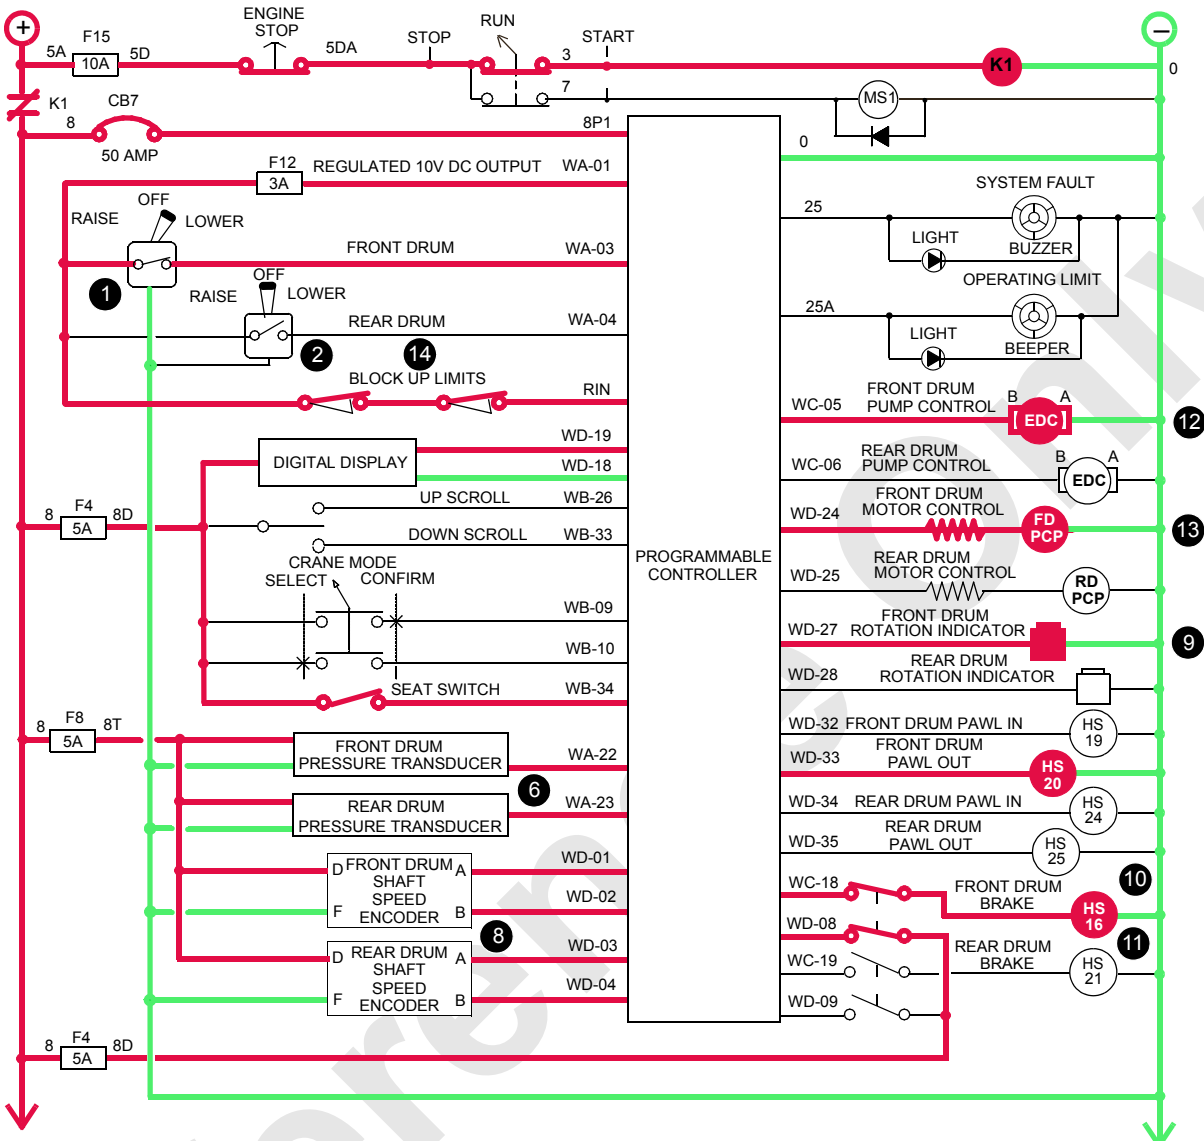 +
−
ENGINE
STOP
RUN
F15
5A
5D
10A
5DA
STOP
START
3
K1
0
7
MS1
K1
CB7
8
50 AMP
8P1
0
F12
3A
REGULATED 10V DC OUTPUT
WA-01
OFF
RAISE
LOWER
FRONT DRUM
WA-03
1
OFF
RAISE
LOWER
REAR DRUM
WA-04
2
14
BLOCK UP LIMITS
RIN
DIGITAL DISPLAY
WD-19
WD-18
UP SCROLL
WB-26
F4
8
5A
8D
DOWN SCROLL
WB-33
CRANE MODE
SELECT
CONFIRM
WB-09
WB-10
SEAT SWITCH
WB-34
F8
8
5A
8T
FRONT DRUM
PRESSURE TRANSDUCER
WA-22
6
REAR DRUM
PRESSURE TRANSDUCER
WA-23
D
FRONT DRUM
SHAFT
SPEED
ENCODER
A
F
B
WD-01
WD-02
8
D
REAR DRUM
SHAFT
SPEED
ENCODER
A
F
B
WD-03
WD-04
F4
8
5A
8D
PROGRAMMABLE
CONTROLLER
25
SYSTEM FAULT
LIGHT
BUZZER
25A
OPERATING LIMIT
LIGHT
BEEPER
WC-05
FRONT DRUM
PUMP CONTROL
B
A
EDC
12
WC-06
REAR DRUM
PUMP CONTROL
B
A
EDC
WD-24
FRONT DRUM
MOTOR CONTROL
FD
PCP
13
WD-25
REAR DRUM
MOTOR CONTROL
RD
PCP
WD-27
FRONT DRUM
ROTATION INDICATOR
9
WD-28
REAR DRUM
ROTATION INDICATOR
WD-32
FRONT DRUM PAWL IN
HS
19
WD-33
FRONT DRUM
PAWL OUT
HS
20
WD-34
REAR DRUM PAWL IN
HS
24
WD-35
REAR DRUM
PAWL OUT
HS
25
WC-18
FRONT DRUM
BRAKE
10
HS
16
WD-08
11
WC-19
REAR DRUM
BRAKE
HS
21
WD-09